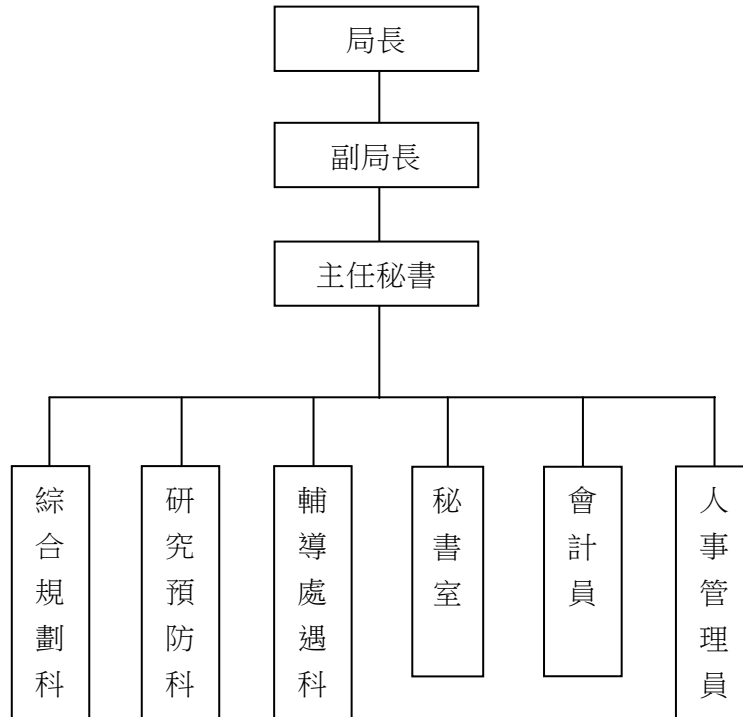 局長
副局長
主任秘書
綜合規劃科
研究預防科
輔導處遇科
秘書室
會計員
人事管理員